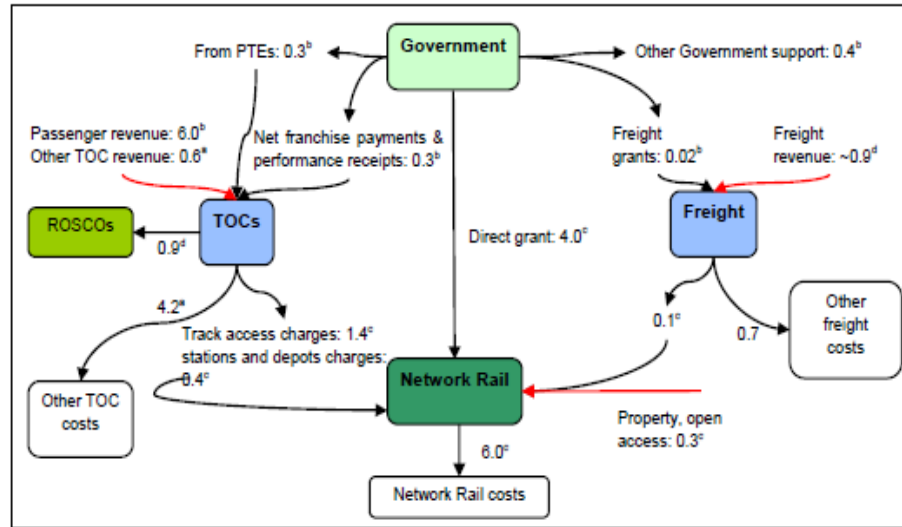 Government
From PTEs: 0.3ᵇ
Other Government support: 0.4ᵇ
Passenger revenue: 6.0ᵇ
Other TOC revenue: 0.6ᵃ
Net franchise payments &
performance receipts: 0.3ᵇ
Freight
grants: 0.02ᵇ
Freight
revenue: ~0.9ᵈ
ROSCOs
TOCs
Freight
0.9ᵈ
Direct grant: 4.0ᶜ
4.2ᵃ
Track access charges: 1.4ᶜ
stations and depots charges:
0.4ᶜ
0.1ᶜ
0.7
Other
freight
costs
Other TOC
costs
Network Rail
Property, open
access: 0.3ᶜ
6.0ᶜ
Network Rail costs